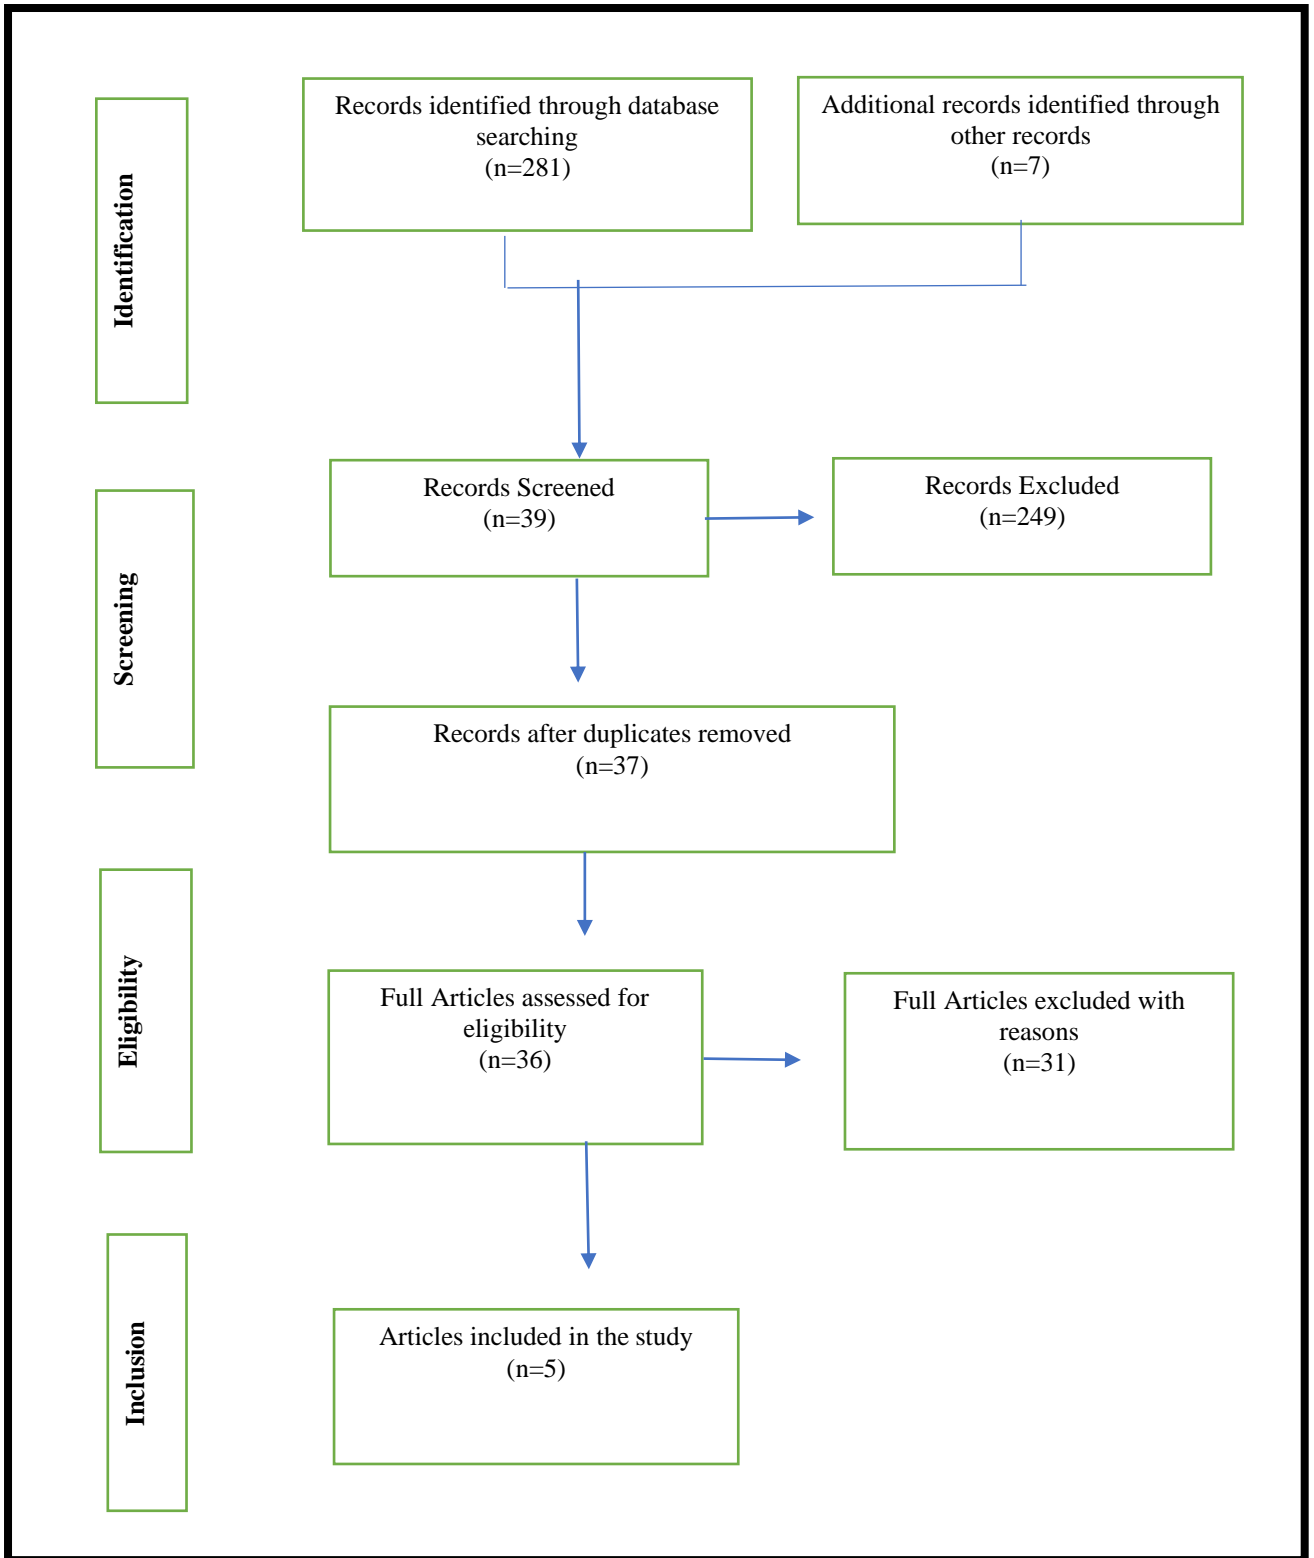 Identification
Records identified through database
searching
(n=281)
Additional records identified through
other records
(n=7)
Screening
Records Screened
(n=39)
Records Excluded
(n=249)
Records after duplicates removed
(n=37)
Eligibility
Full Articles assessed for
eligibility
(n=36)
Full Articles excluded with
reasons
(n=31)
Inclusion
Articles included in the study
(n=5)